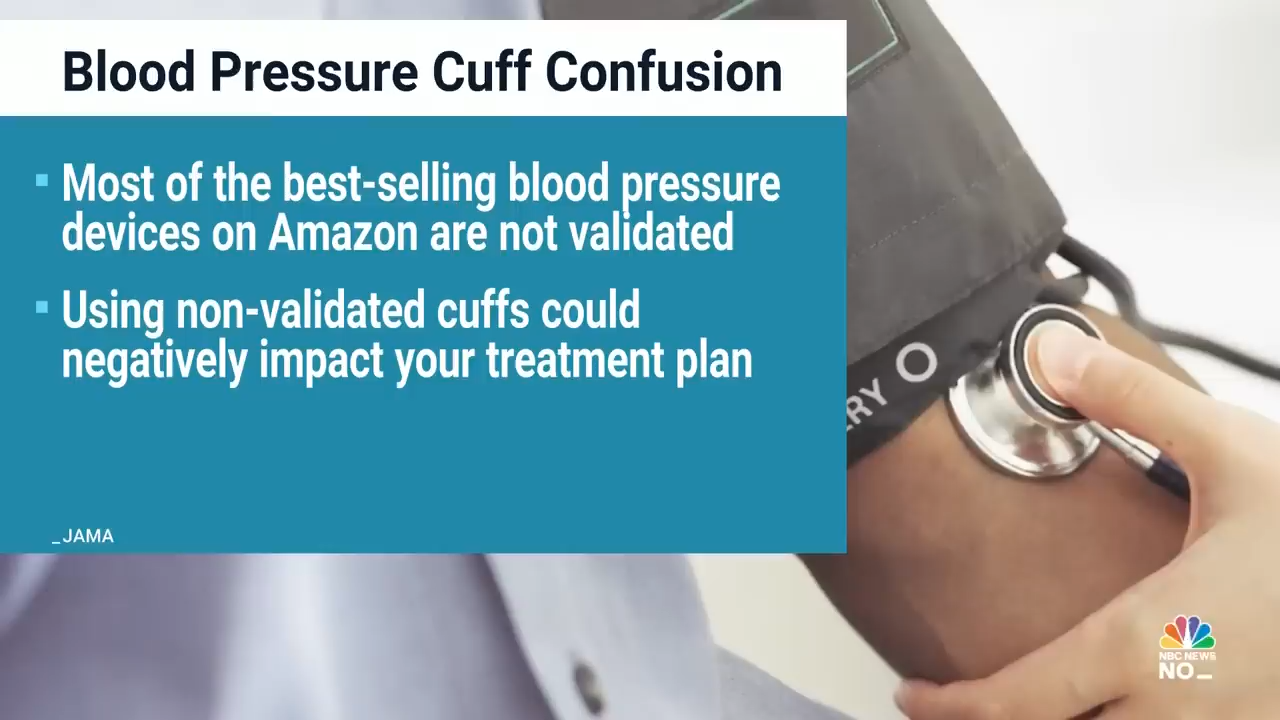 Blood Pressure Cuff Confusion
Most of the best-selling blood pressure
devices on Amazon are not validated
Using non-validated cuffs could
negatively impact your treatment plan
_JAMA
NBC NEWS
NO_